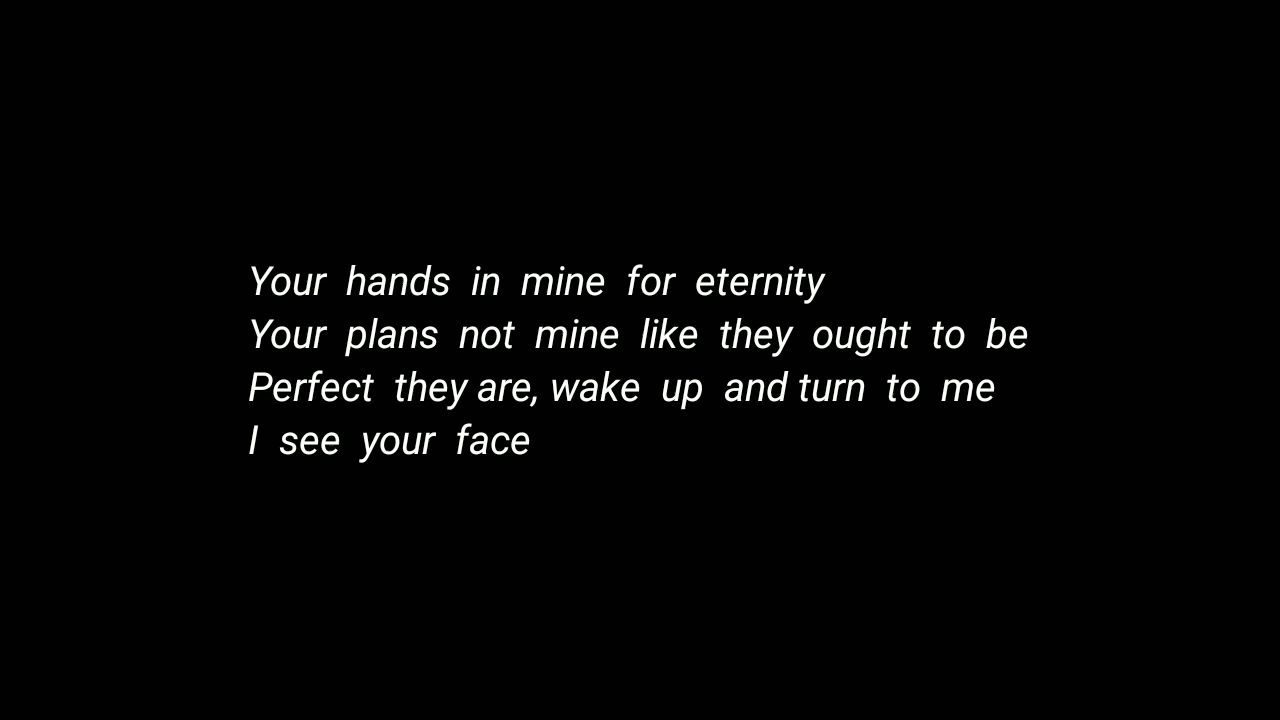 Your hands in mine for eternity
Your plans not mine like they ought to be
Perfect they are, wake up and turn to me
I see your face